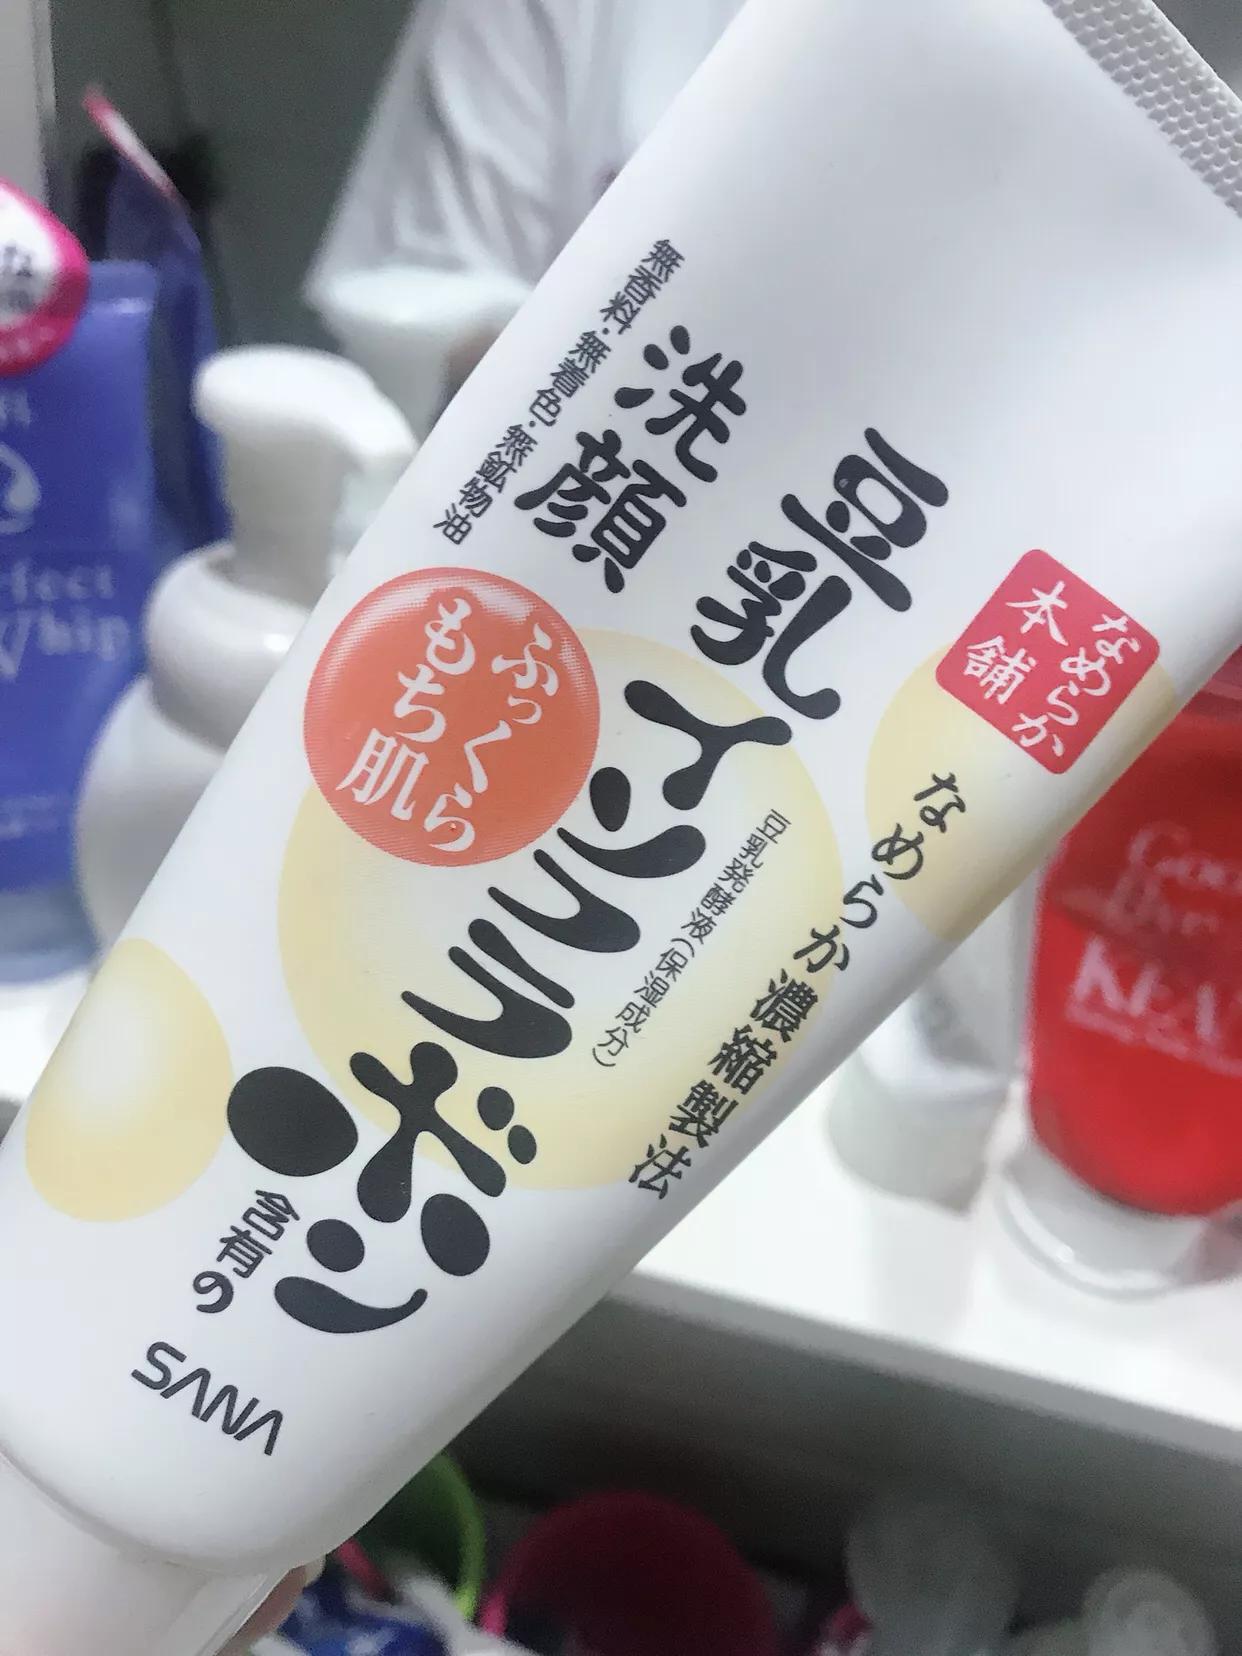 なめらか
本舗
なめらか濃縮製法
豆乳イソフラボン
含有の
豆乳発酵液(保湿成分)
洗顔
無香料・無着色・無鉱物油
ふっくら
もち肌
SANA
Whip